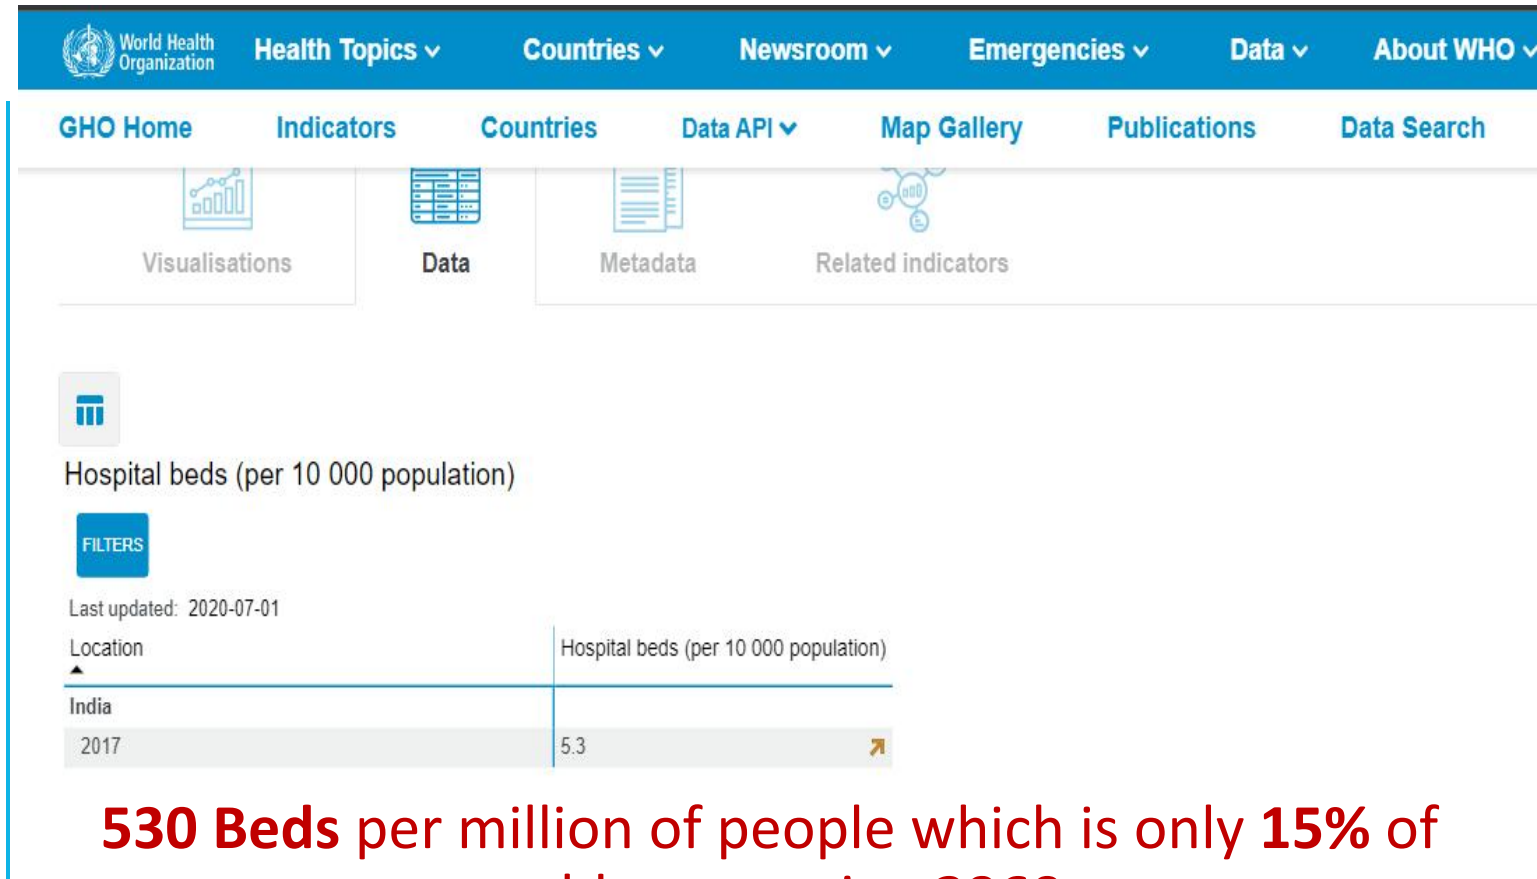 World Health
Organization
Health Topics
Countries
Newsroom
Emergencies
Data
About WHO
GHO Home
Indicators
Countries
Data API
Map Gallery
Publications
Data Search
Visualisations
Data
Metadata
Related indicators
Hospital beds (per 10 000 population)
FILTERS
Last updated: 2020-07-01
Location
Hospital beds (per 10 000 population)
India
2017
5.3
530 Beds per million of people which is only 15% of